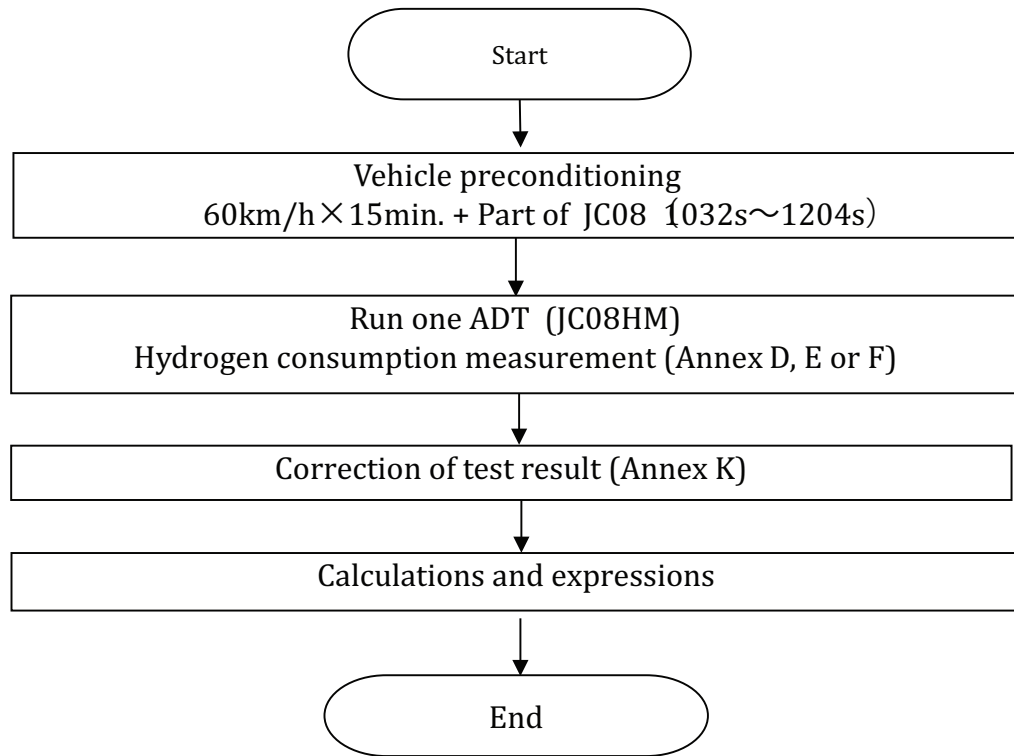 Start
Vehicle preconditioning
60km/h×15min. + Part of JC08 (1032s～1204s)
Run one ADT (JC08HM)
Hydrogen consumption measurement (Annex D, E or F)
Correction of test result (Annex K)
Calculations and expressions
End